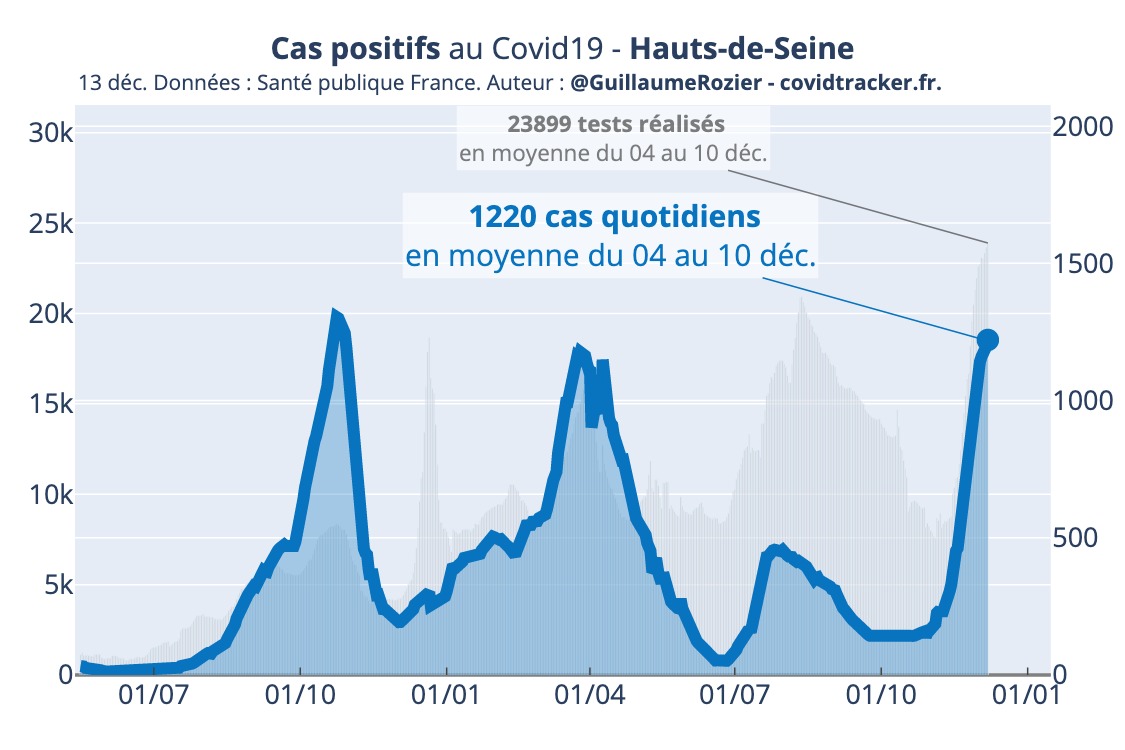 Cas positifs au Covid19 - Hauts-de-Seine
13 déc. Données : Santé publique France. Auteur : @GuillaumeRozier - covidtracker.fr.
23899 tests réalisés
en moyenne du 04 au 10 déc.
1220 cas quotidiens
en moyenne du 04 au 10 déc.
30k
25k
20k
15k
10k
5k
0
2000
1500
1000
500
0
01/07
01/10
01/01
01/04
01/07
01/10
01/01